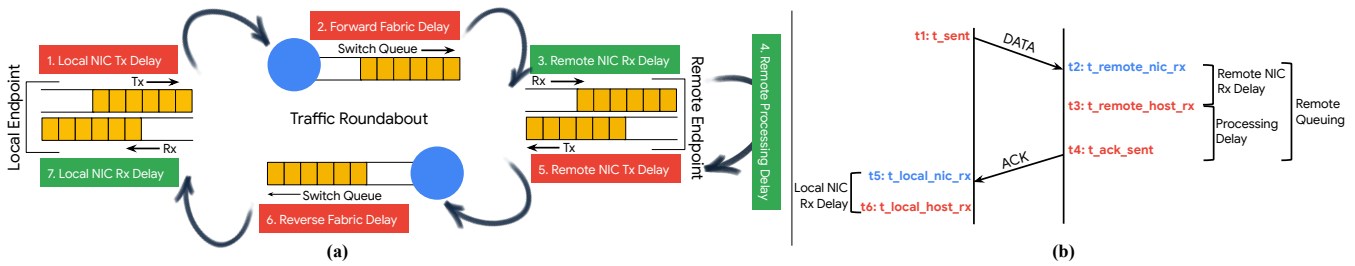 Local Endpoint
1. Local NIC Tx Delay
Tx
Rx
7. Local NIC Rx Delay
2. Forward Fabric Delay
Switch Queue
Traffic Roundabout
Switch Queue
6. Reverse Fabric Delay
3. Remote NIC Rx Delay
Rx
Tx
5. Remote NIC Tx Delay
Remote Endpoint
4. Remote Processing Delay
(a)
t1: t_sent
DATA
t2: t_remote_nic_rx
t3: t_remote_host_rx
t4: t_ack_sent
Remote NIC
Rx Delay
Processing
Delay
Remote
Queuing
ACK
t5: t_local_nic_rx
t6: t_local_host_rx
Local NIC
Rx Delay
(b)